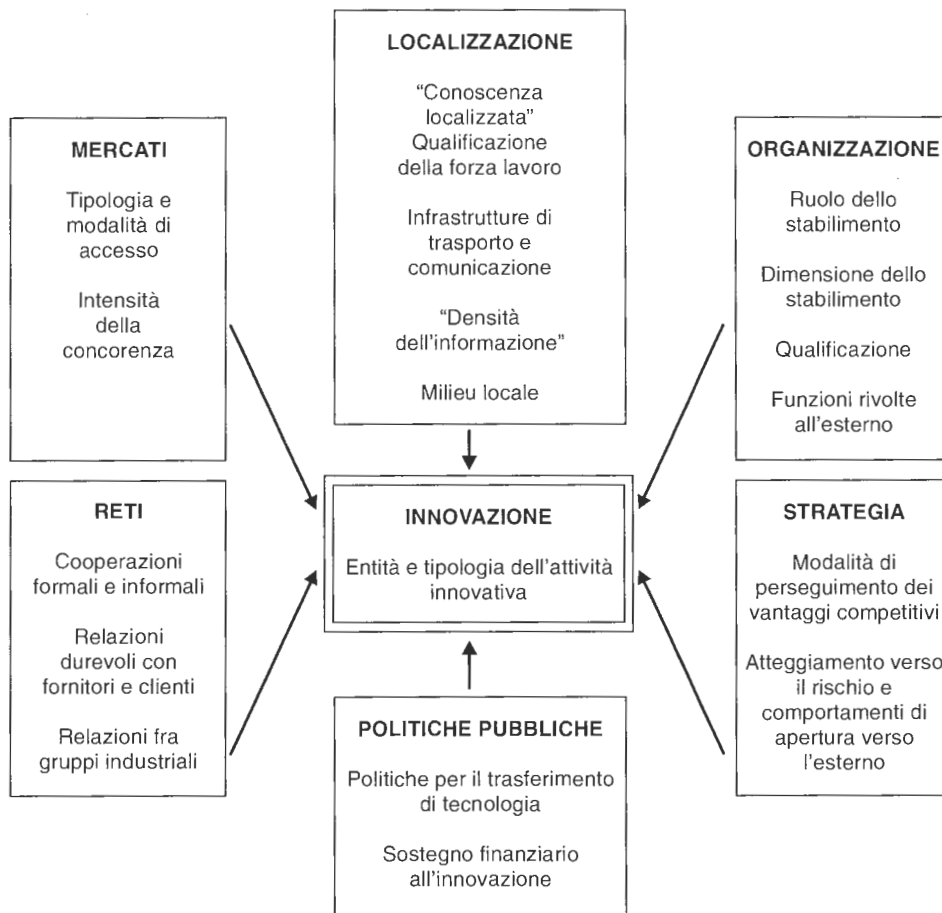 LOCALIZZAZIONE
“Conoscenza
localizzata”
Qualificazione
della forza lavoro
Infrastrutture di
trasporto e
comunicazione
“Densità
dell'informazione”
Milieu locale
MERCATI
Tipologia e
modalità di
accesso
Intensità
della
concorenza
ORGANIZZAZIONE
Ruolo dello
stabilimento
Dimensione dello
stabilimento
Qualificazione
Funzioni rivolte
all'esterno
RETI
Cooperazioni
formali e informali
Relazioni
durevoli con
fornitori e clienti
Relazioni fra
gruppi industriali
INNOVAZIONE
Entità e tipologia dell'attività
innovativa
STRATEGIA
Modalità di
perseguimento dei
vantaggi competitivi
Atteggiamento verso
il rischio e
comportamenti di
apertura verso
l'esterno
POLITICHE PUBBLICHE
Politiche per il trasferimento
di tecnologia
Sostegno finanziario
all'innovazione